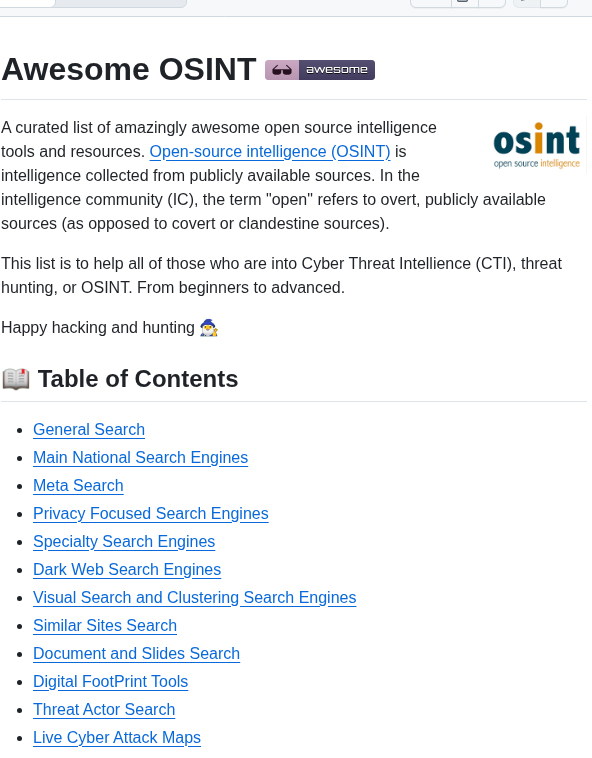 Awesome OSINT awesome
A curated list of amazingly awesome open source intelligence
tools and resources. Open-source intelligence (OSINT) is
intelligence collected from publicly available sources. In the
intelligence community (IC), the term "open" refers to overt, publicly available
sources (as opposed to covert or clandestine sources).
osint
open source intelligence
This list is to help all of those who are into Cyber Threat Intellience (CTI), threat
hunting, or OSINT. From beginners to advanced.
Happy hacking and hunting
Table of Contents
General Search
Main National Search Engines
Meta Search
Privacy Focused Search Engines
Specialty Search Engines
Dark Web Search Engines
Visual Search and Clustering Search Engines
Similar Sites Search
Document and Slides Search
Digital FootPrint Tools
Threat Actor Search
Live Cyber Attack Maps